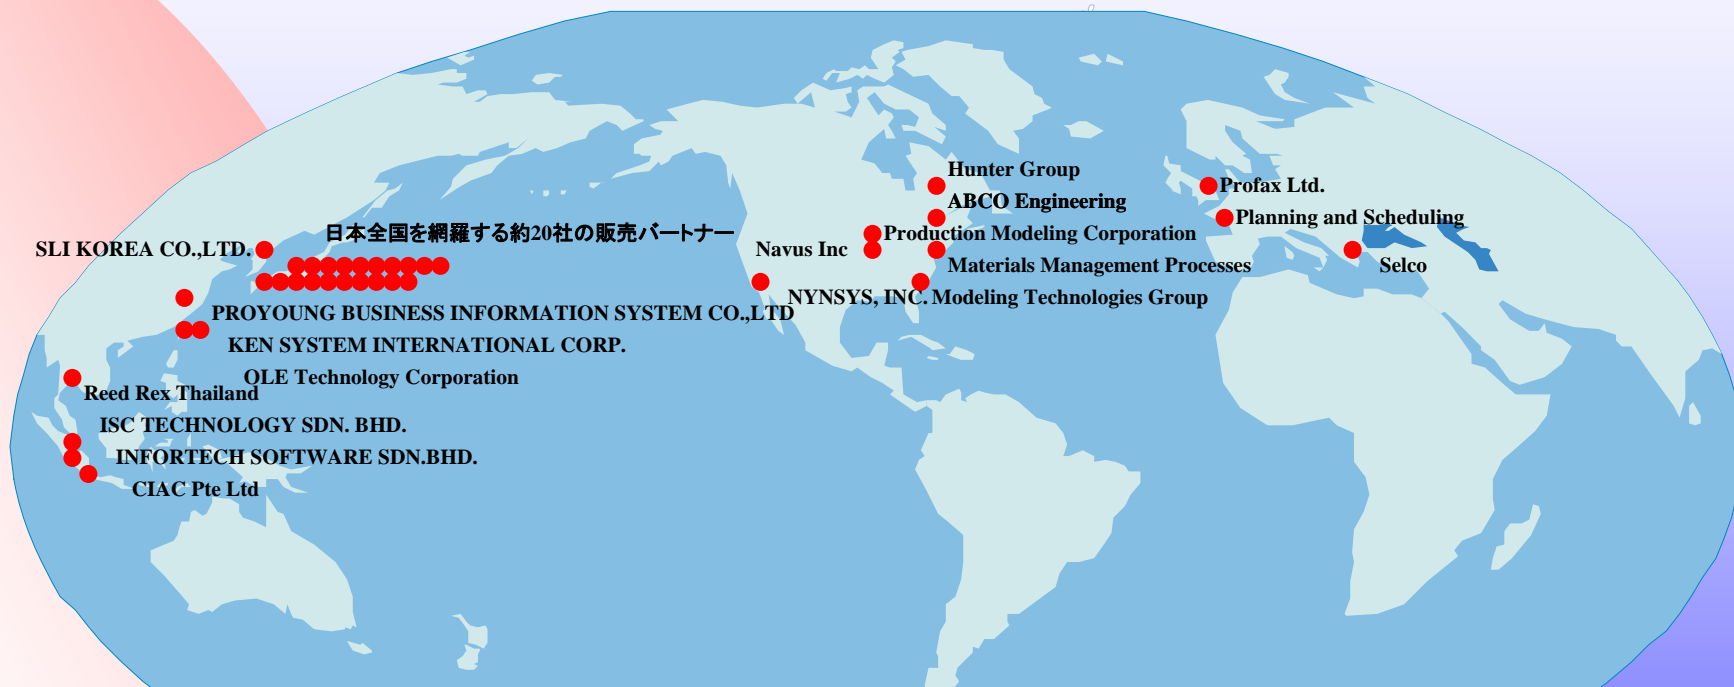 Hunter Group
Profax Ltd.
ABCO Engineering
Planning and Scheduling
日本全国を網羅する約20社の販売パートナー
Production Modeling Corporation
SLI KOREA CO.,LTD.
Navus Inc
Materials Management Processes
Selco
NYNSYS, INC.
Modeling Technologies Group
PROYOUNG BUSINESS INFORMATION SYSTEM CO.,LTD
KEN SYSTEM INTERNATIONAL CORP.
OLE Technology Corporation
Reed Rex Thailand
ISC TECHNOLOGY SDN. BHD.
INFORTECH SOFTWARE SDN.BHD.
CIAC Pte Ltd